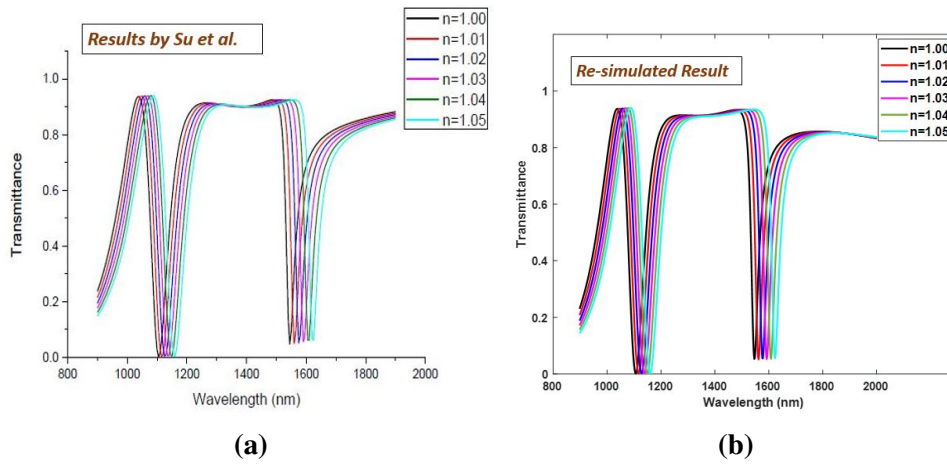 Results by Su et al.
n=1.00
n=1.01
n=1.02
n=1.03
n=1.04
n=1.05
1.0
0.8
0.6
0.4
0.2
0.0
Transmittance
800 1000 1200 1400 1600 1800 2000
Wavelength (nm)
(a)
Re-simulated Result
n=1.00
n=1.01
n=1.02
n=1.03
n=1.04
n=1.05
1
0.8
0.6
0.4
0.2
0
Transmittance
800 1000 1200 1400 1600 1800 2000
Wavelength (nm)
(b)